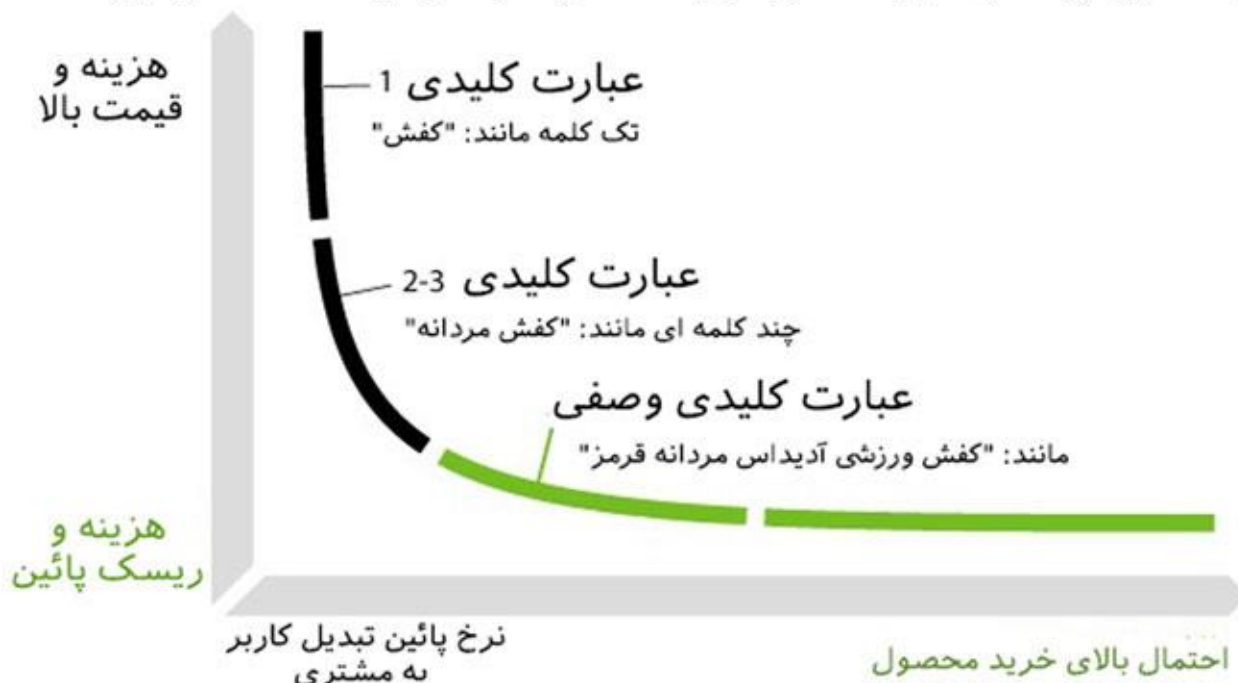 هزینه و
قیمت بالا
1 عبارت کلیدی
تک کلمه مانند: "کفش"
2-3 عبارت کلیدی
چند کلمه ای مانند: "کفش مردانه"
عبارت کلیدی وصفی
مانند: "کفش ورزشی آدیداس مردانه قرمز"
هزینه و
ریسک پائین
نرخ پائین تبدیل کاربر
به مشتری
احتمال بالای خرید محصول